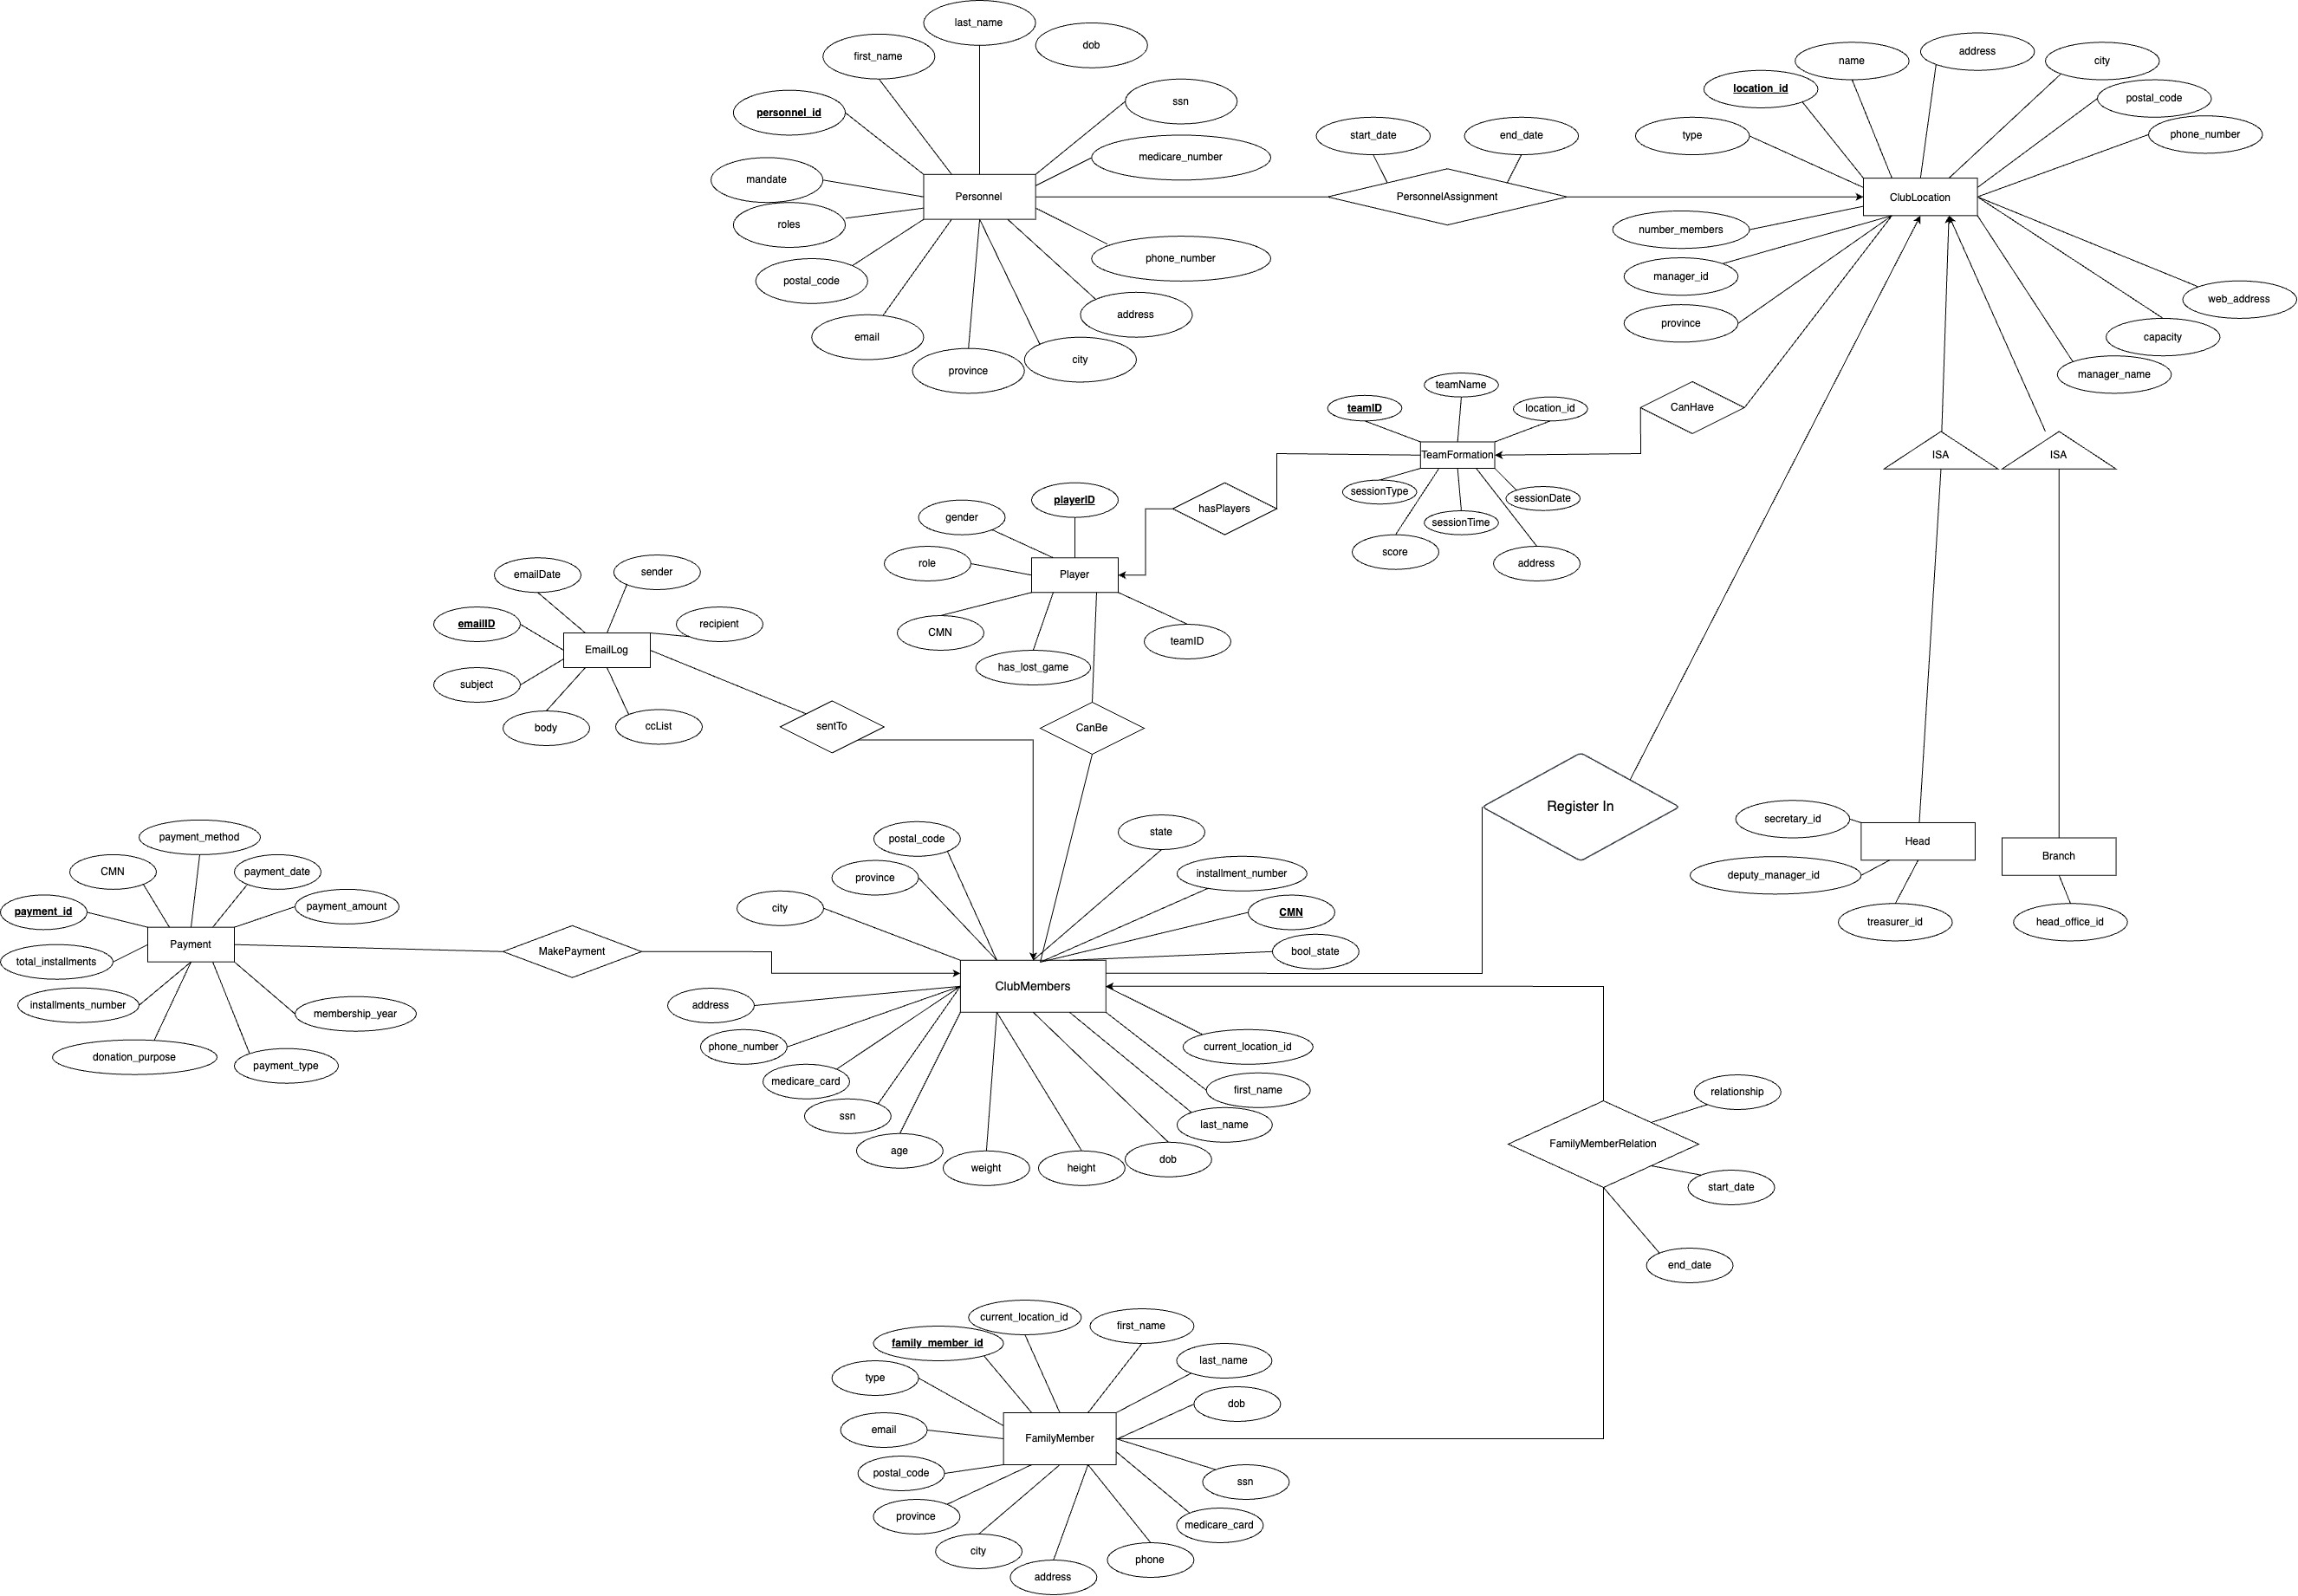 last_name
dob
first_name
ssn
personnel_id
medicare_number
mandate
Personnel
roles
postal_code
phone_number
address
email
city
province
start_date
end_date
PersonnelAssignment
name
address
city
location_id
postal_code
type
phone_number
ClubLocation
number_members
manager_id
province
web_address
capacity
manager_name
CanHave
teamName
teamID
location_id
TeamFormation
sessionType
sessionDate
sessionTime
score
address
ISA
ISA
hasPlayers
playerID
gender
role
Player
CMN
teamID
has_lost_game
emailDate
sender
emailID
recipient
EmailLog
subject
body
ccList
sentTo
CanBe
Register In
secretary_id
Head
deputy_manager_id
treasurer_id
Branch
head_office_id
payment_method
CMN
payment_date
payment_id
payment_amount
Payment
total_installments
installments_number
membership_year
donation_purpose
payment_type
MakePayment
postal_code
state
province
installment_number
city
CMN
bool_state
ClubMembers
address
current_location_id
phone_number
medicare_card
first_name
ssn
last_name
age
weight
height
dob
relationship
FamilyMemberRelation
start_date
end_date
current_location_id
first_name
family_member_id
last_name
type
dob
email
FamilyMember
postal_code
ssn
province
medicare_card
city
phone
address